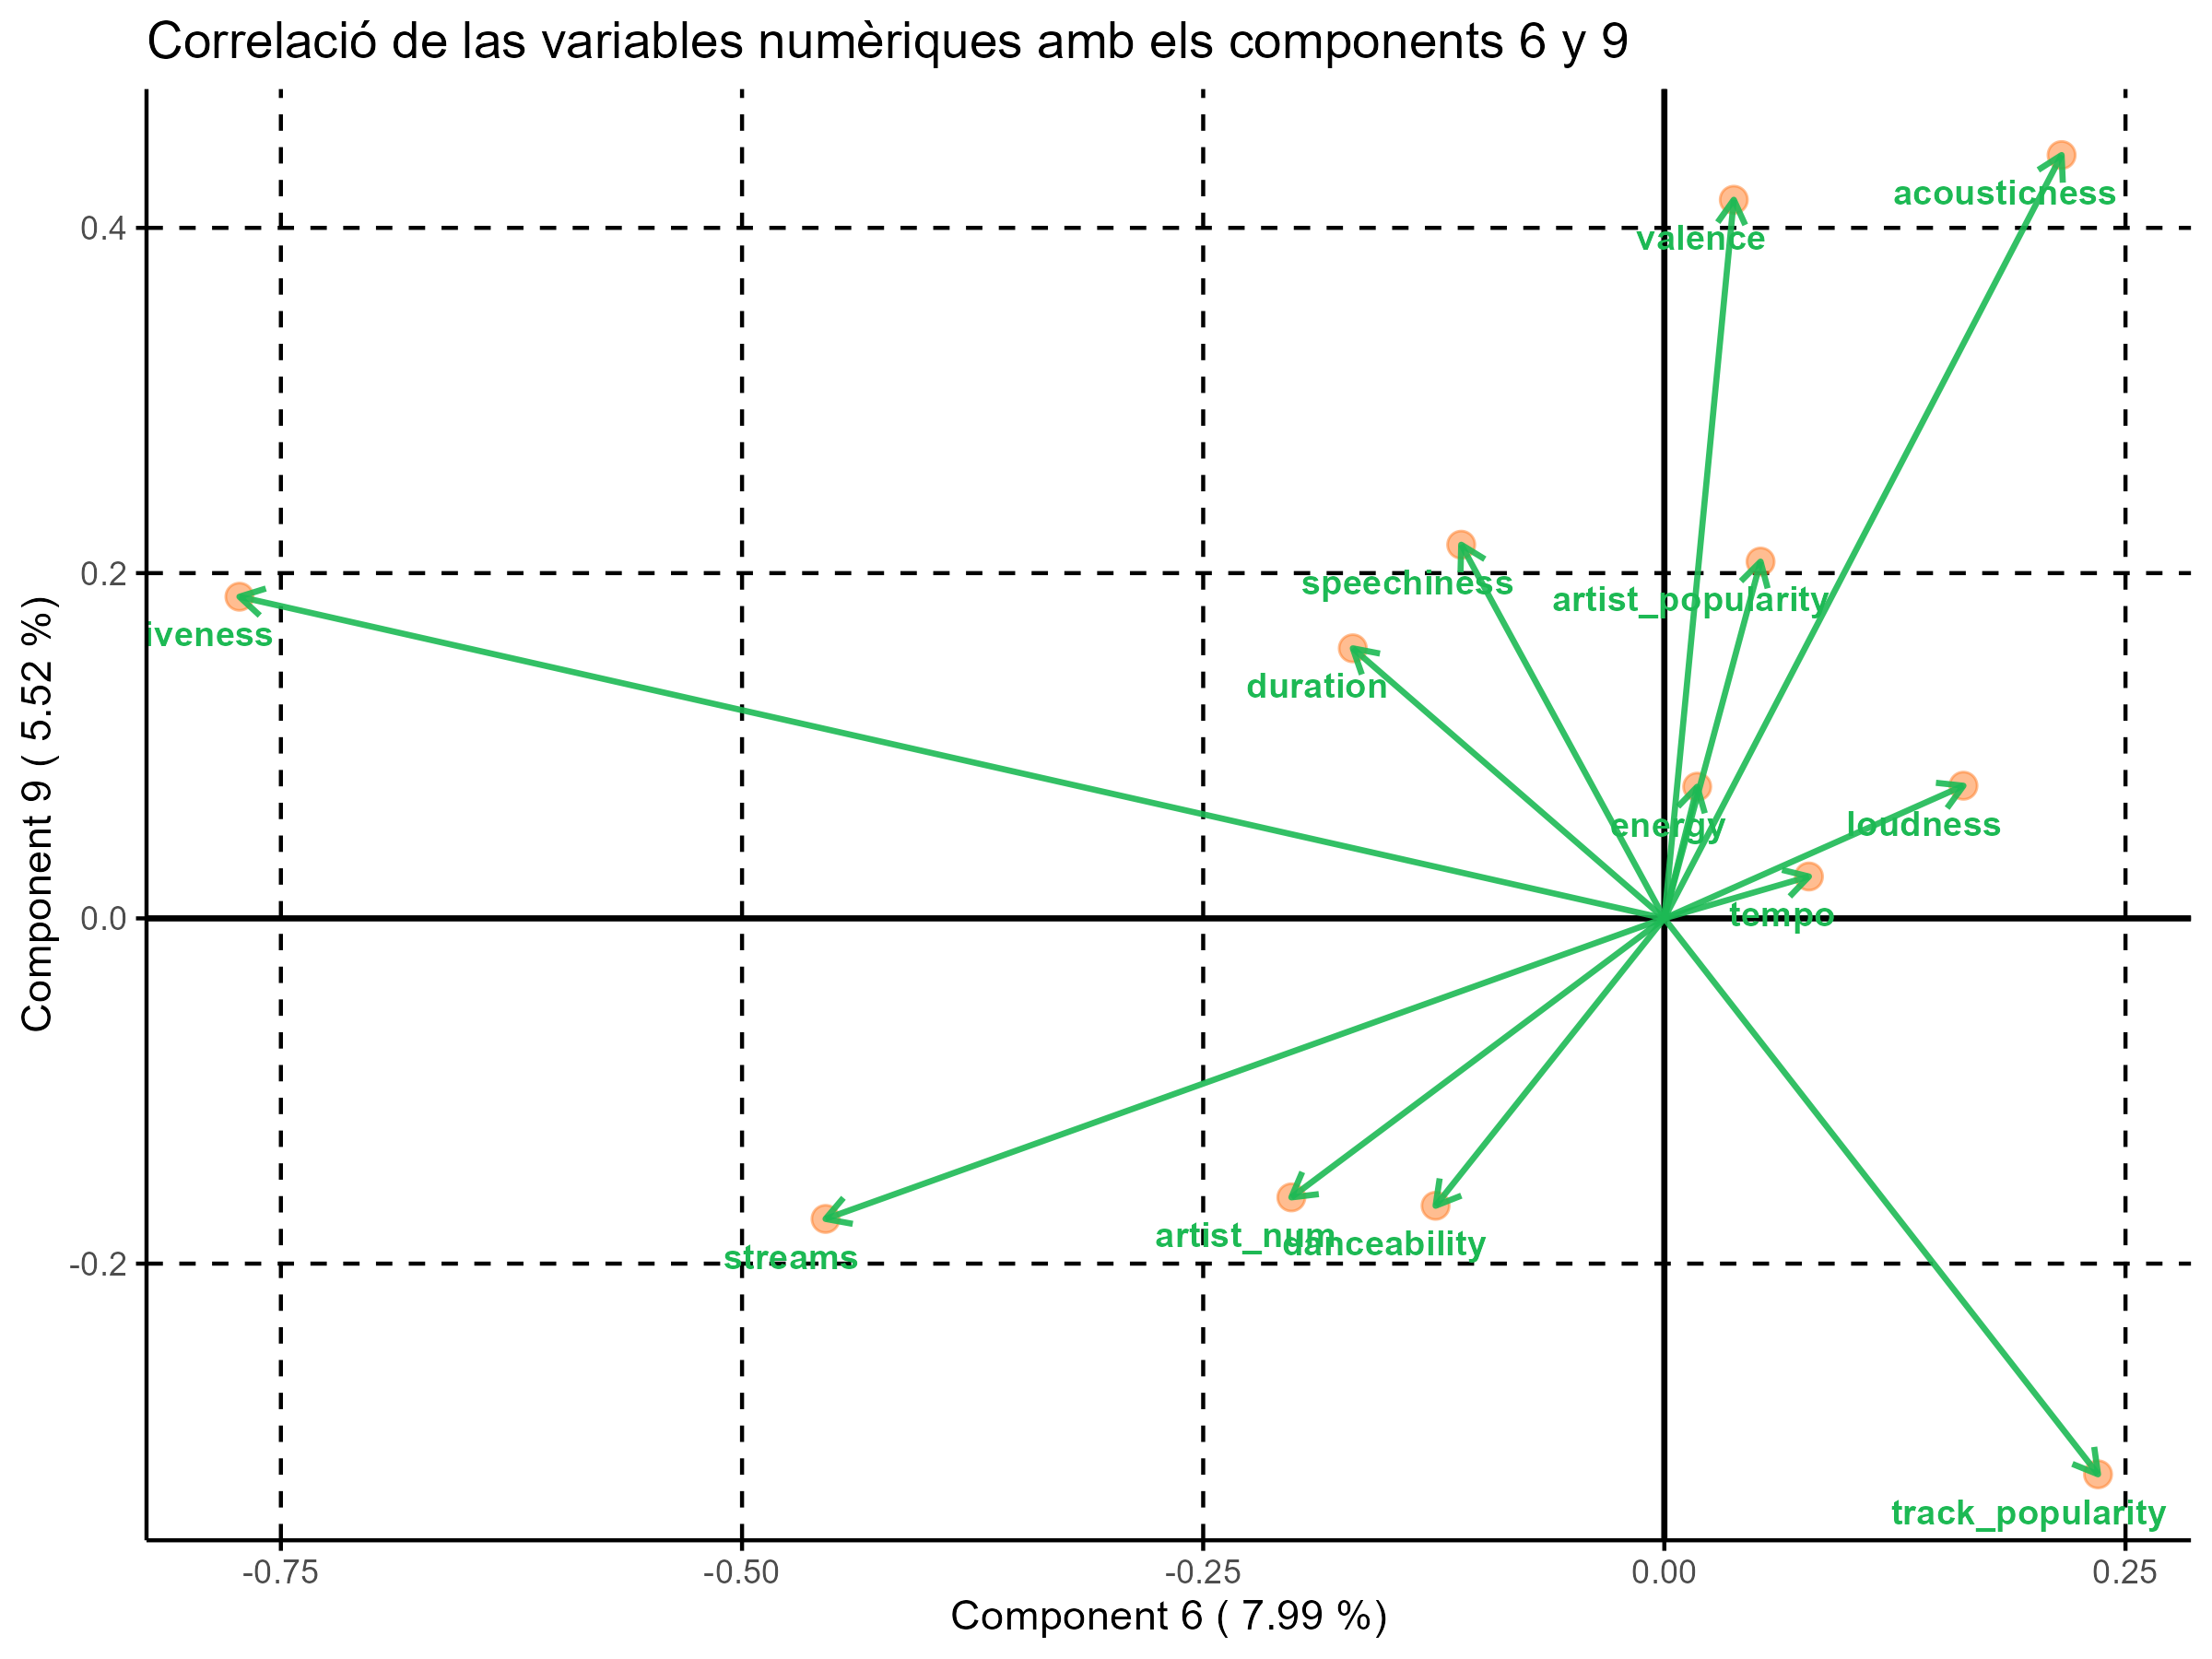 Correlació de las variables numèriques amb els components 6 y 9
acousticness
valence
0.4
speechiness
artist_popularity
0.2
iveness
duration
energy
loudness
tempo
0.0
Component 9 ( 5.52 %)
artist_num
danceability
streams
-0.2
track_popularity
-0.75
-0.50
-0.25
0.00
0.25
Component 6 ( 7.99 %)